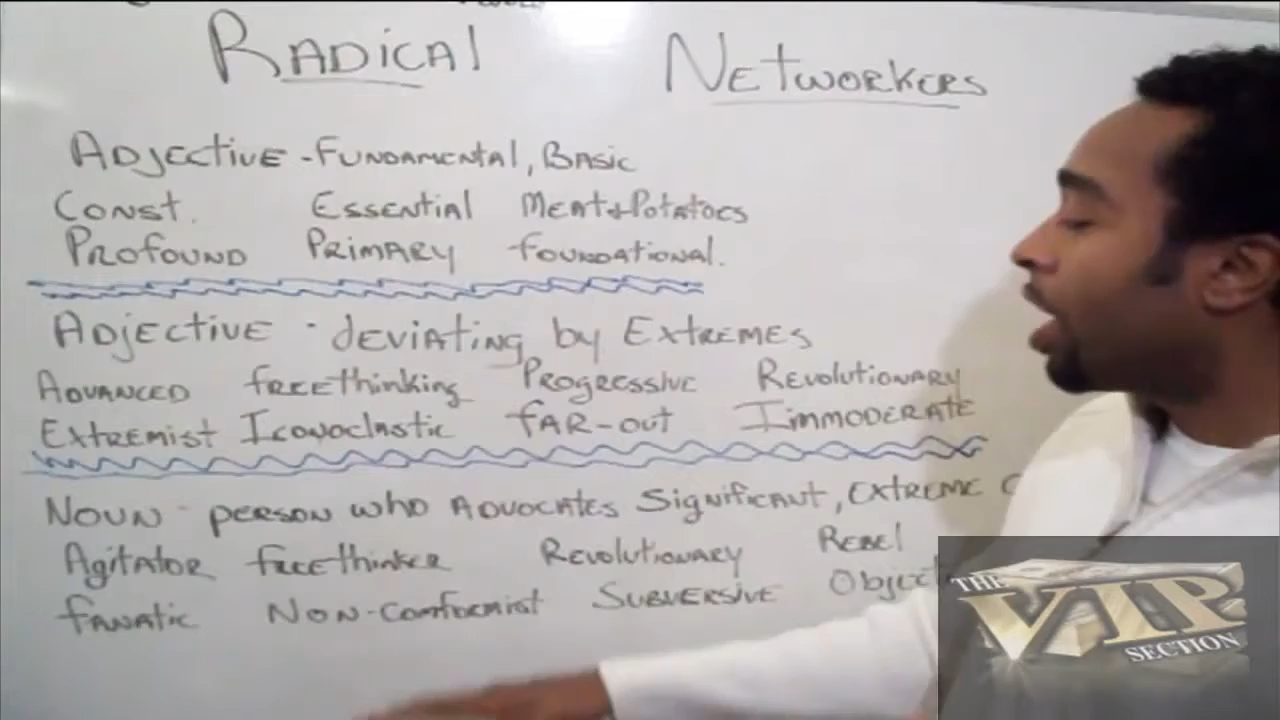 RADICAL NETWORKERS
ADJECTIVE - FUNDAMENTAL, BASIC
CONST. ESSENTIAL MEAT+POTATOES
PROFOUND PRIMARY FOUNDATIONAL.
ADJECTIVE - DEVIATING by EXTREMES
ADVANCED freethinking PROGRESSIVE REVOLUTIONARY
EXTREMIST ICONOCLASTIC FAR-OUT IMMODERATE
NOUN - PERSON who ADVOCATES SIGNIFICANT, EXTREME
AGITATOR freethinker REVOLUTIONARY REBEL
FANATIC NON-CONFORMIST SUBVERSIVE
THE
VIP
SECTION